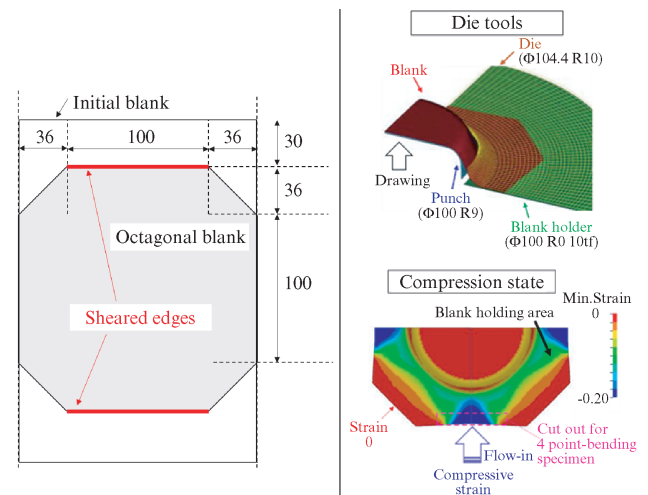 Initial blank
36
100
36
30
36
Octagonal blank
100
Sheared edges
Die tools
Die
(Φ104.4 R10)
Blank
Drawing
Punch
(Φ100 R9)
Blank holder
(Φ100 R0 10tf)
Compression state
Min.Strain
Blank holding area
0
-0.20
Strain
0
Cut out for
4 point-bending
specimen
Flow-in
Compressive
strain